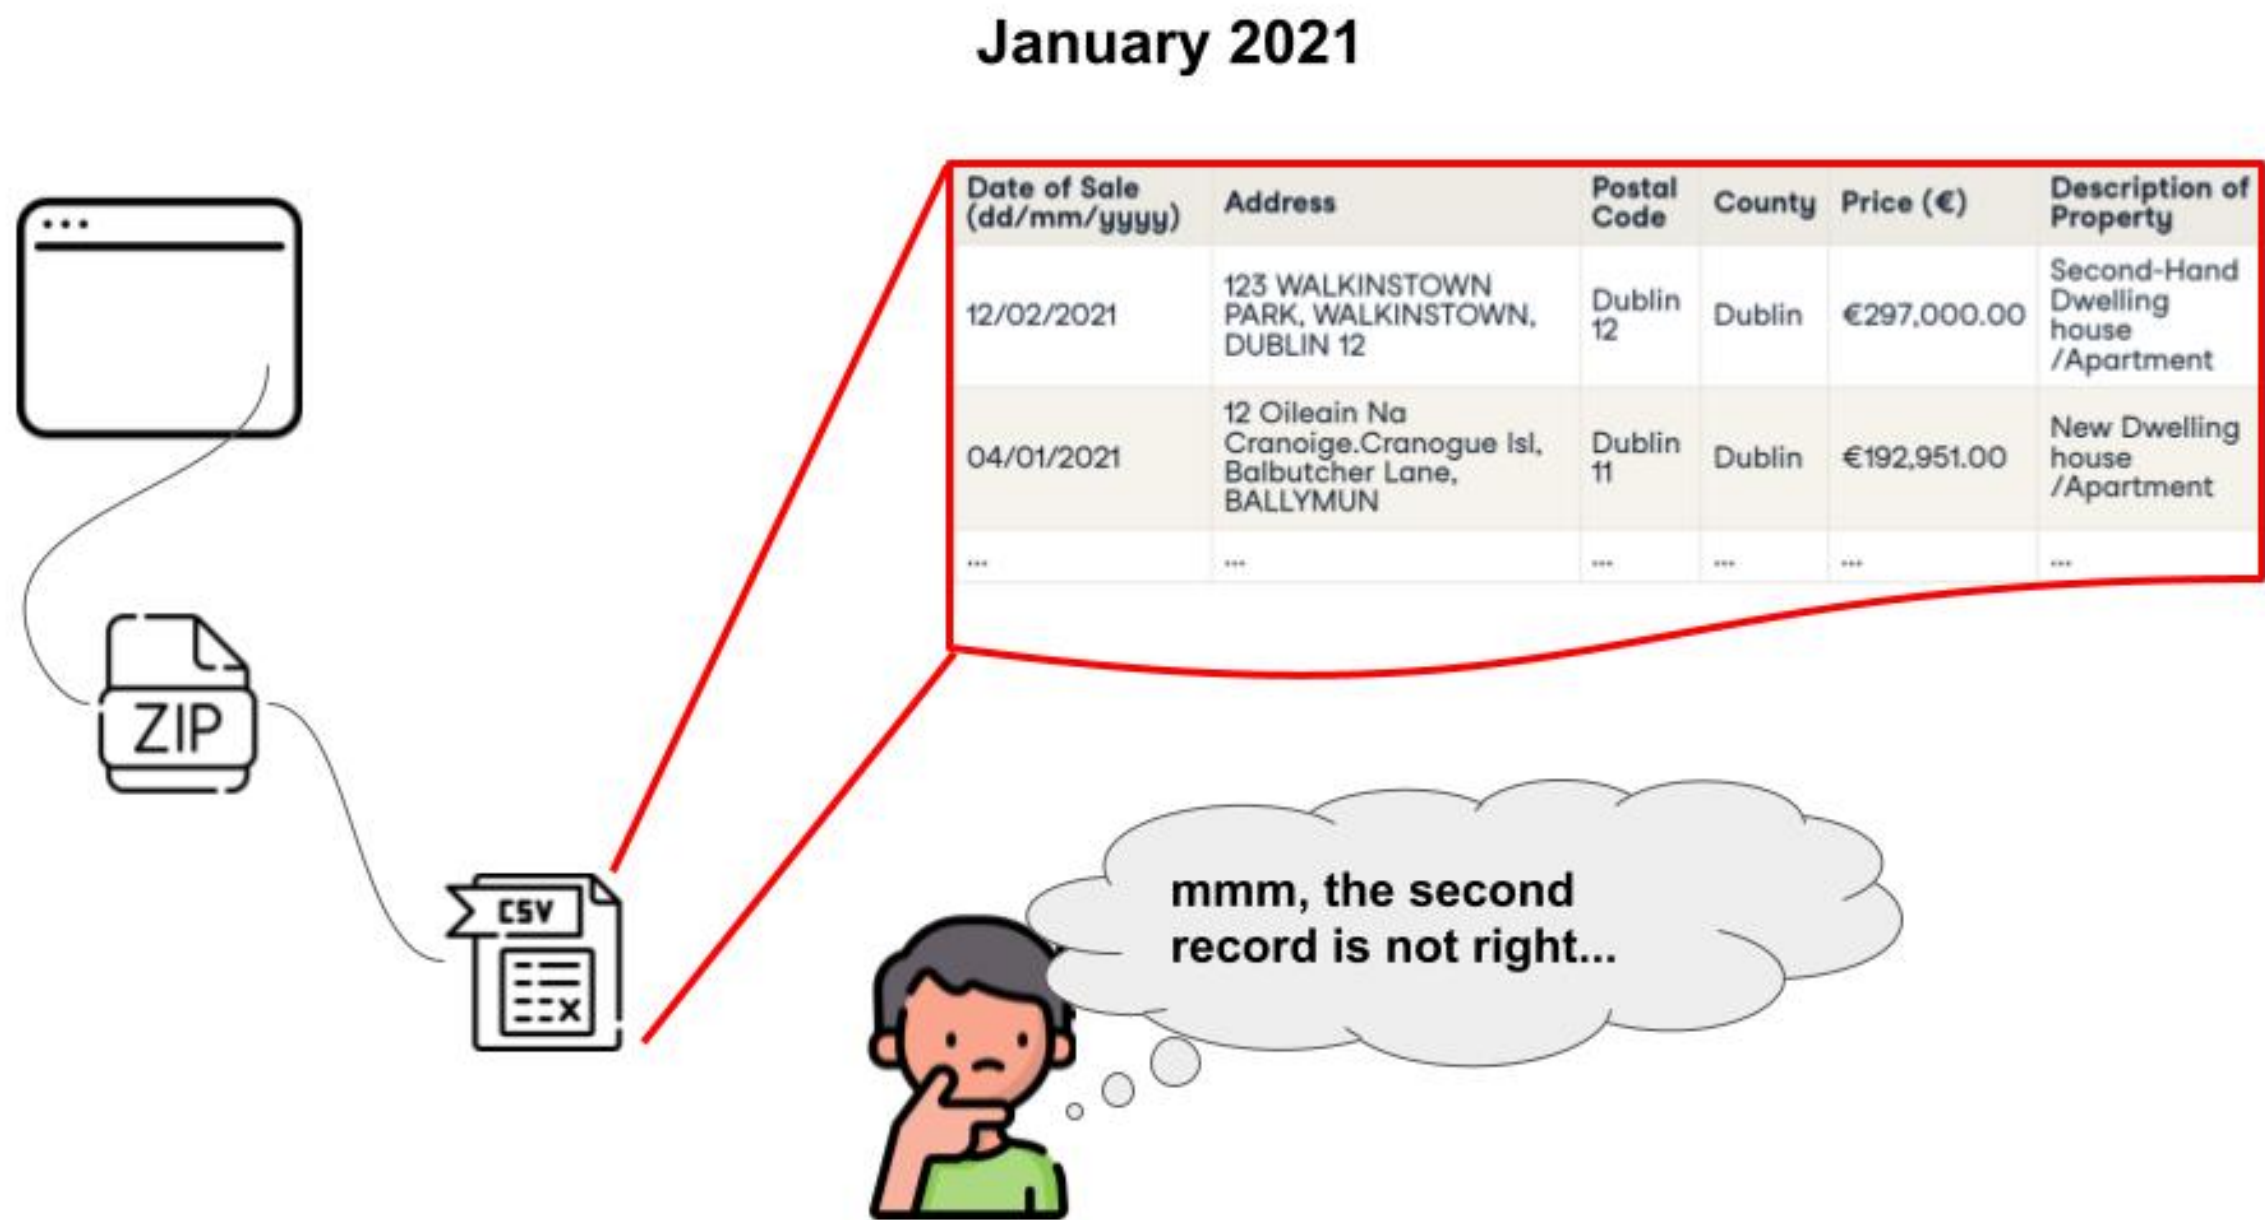 January 2021
Date of Sale
(dd/mm/yyyy)
Address
Postal
Code
County
Price (€)
Description of
Property
12/02/2021
123 WALKINSTOWN
PARK, WALKINSTOWN,
DUBLIN 12
Dublin
12
Dublin
€297,000.00
Second-Hand
Dwelling
house
/Apartment
04/01/2021
12 Oileain Na
Cranoige.Cranogue Isl,
Balbutcher Lane,
BALLYMUN
Dublin
11
Dublin
€192,951.00
New Dwelling
house
/Apartment
...
...
...
...
...
...
ZIP
CSV
mmm, the second
record is not right...